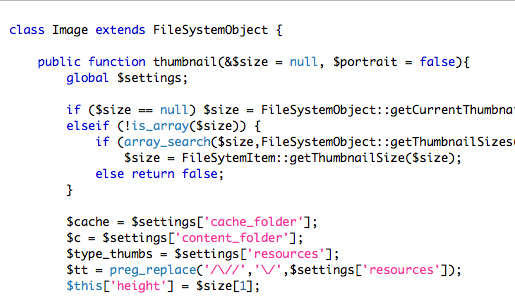 class Image extends FileSystemObject {
public function thumbnail(&$size = null, $portrait = false){
global $settings;
if ($size == null) $size = FileSystemObject::getCurrentThumbna
elseif (!is_array($size)) {
if (array_search($size,FileSystemObject::getThumbnailSizes(
$size = FileSytemItem::getThumbnailSize($size);
else return false;
}
$cache = $settings['cache_folder'];
$c = $settings['content_folder'];
$type_thumbs = $settings['resources'];
$tt = preg_replace('/\//','\/',$settings['resources']);
$this['height'] = $size[1];